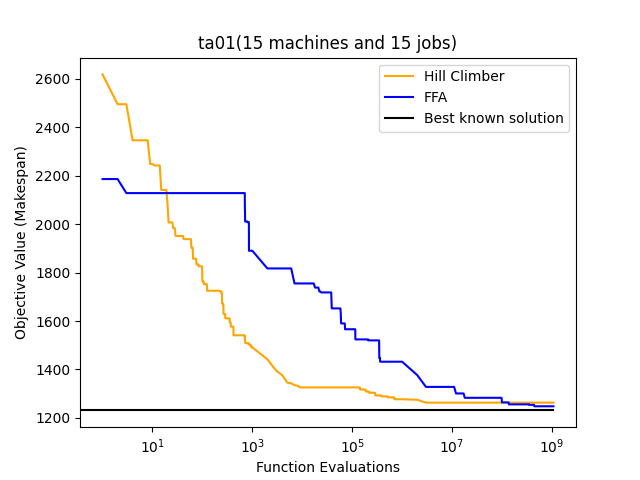 ta01(15 machines and 15 jobs)
Hill Climber
FFA
Best known solution
Objective Value (Makespan)
2600
2400
2200
2000
1800
1600
1400
1200
10^1 10^3 10^5 10^7 10^9
Function Evaluations